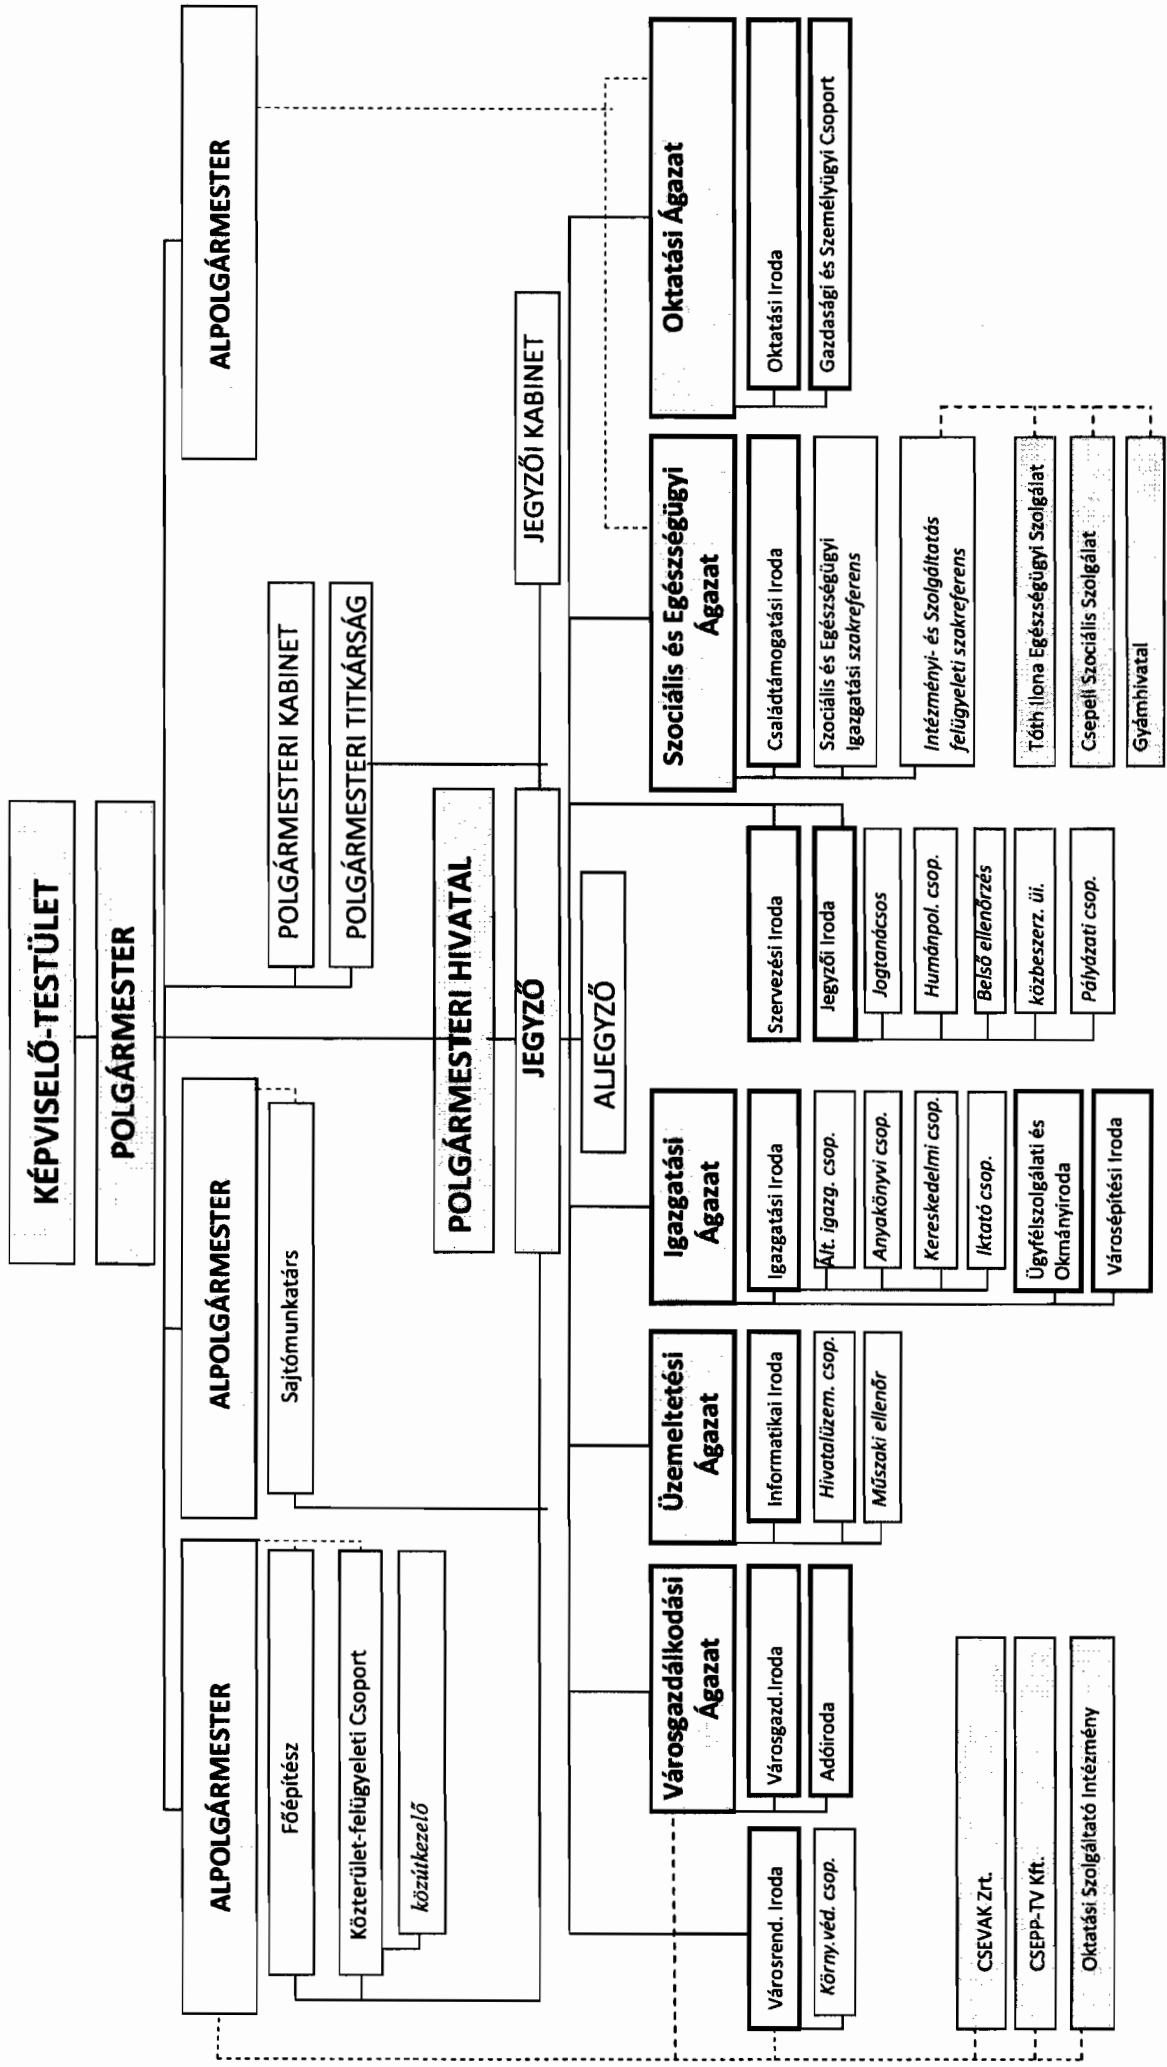 KÉPVISELŐ-TESTÜLET
POLGÁRMESTER
ALPOLGÁRMESTER
ALPOLGÁRMESTER
ALPOLGÁRMESTER
Főépítész
Közterület-felügyeleti Csoport
közútkezelő
Sajtómunkatárs
POLGÁRMESTERI KABINET
POLGÁRMESTERI TITKÁRSÁG
POLGÁRMESTERI HIVATAL
JEGYZŐ
JEGYZŐI KABINET
ALJEGYZŐ
Városrend. Iroda
Körny.véd. csop.
Városgazdálkodási
Ágazat
Városgazd.Iroda
Adóiroda
Üzemeltetési
Ágazat
Informatikai Iroda
Hivatalüzem. csop.
Műszaki ellenőr
Igazgatási
Ágazat
Igazgatási Iroda
Ált. igazg. csop.
Anyakönyvi csop.
Kereskedelmi csop.
Iktató csop.
Ügyfélszolgálati és
Okmányiroda
Városépítési Iroda
Szervezési Iroda
Jegyzői Iroda
Jogtanácsos
Humánpol. csop.
Belső ellenőrzés
közbeszerz. üi.
Pályázati csop.
Szociális és Egészségügyi
Ágazat
Családtámogatási Iroda
Szociális és Egészségügyi
Igazgatási szakreferens
Intézményi- és Szolgáltatás
felügyeleti szakreferens
Tóth Ilona Egészségügyi Szolgálat
Csepeli Szociális Szolgálat
Gyámhivatal
Oktatási Ágazat
Oktatási Iroda
Gazdasági és Személyügyi Csoport
CSEVAK Zrt.
CSEPP-TV Kft.
Oktatási Szolgáltató Intézmény